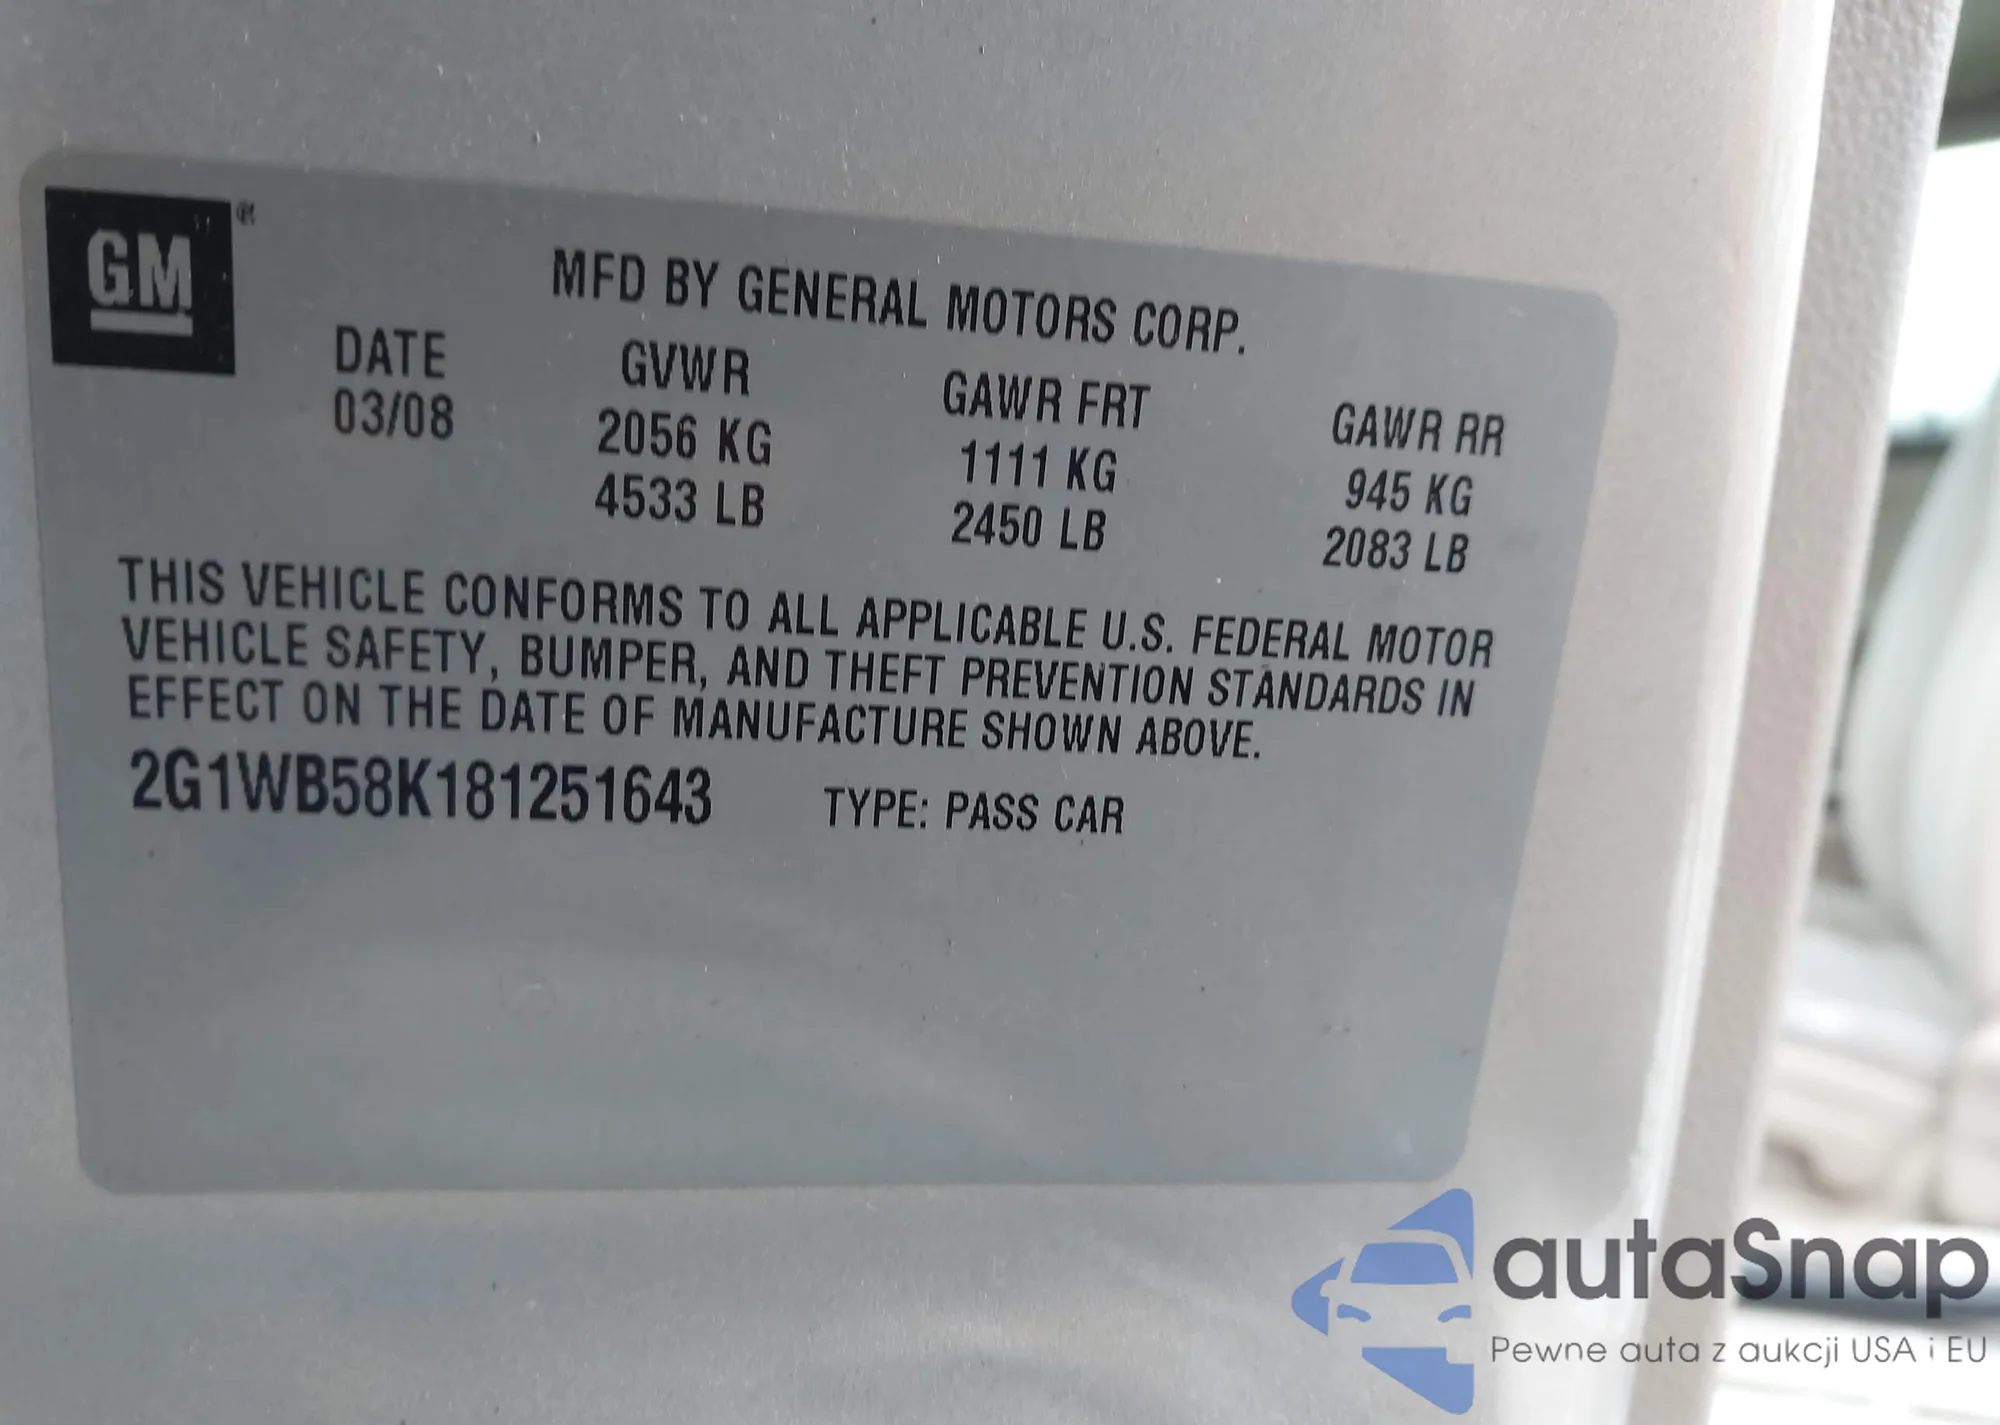 GM ®
MFD BY GENERAL MOTORS CORP.
DATE GVWR GAWR FRT GAWR RR
03/08 2056 KG 1111 KG 945 KG
4533 LB 2450 LB 2083 LB
THIS VEHICLE CONFORMS TO ALL APPLICABLE U.S. FEDERAL MOTOR
VEHICLE SAFETY, BUMPER, AND THEFT PREVENTION STANDARDS IN
EFFECT ON THE DATE OF MANUFACTURE SHOWN ABOVE.
2G1WB58K181251643 TYPE: PASS CAR
autaSnap
Pewne auta z aukcji USA i EU